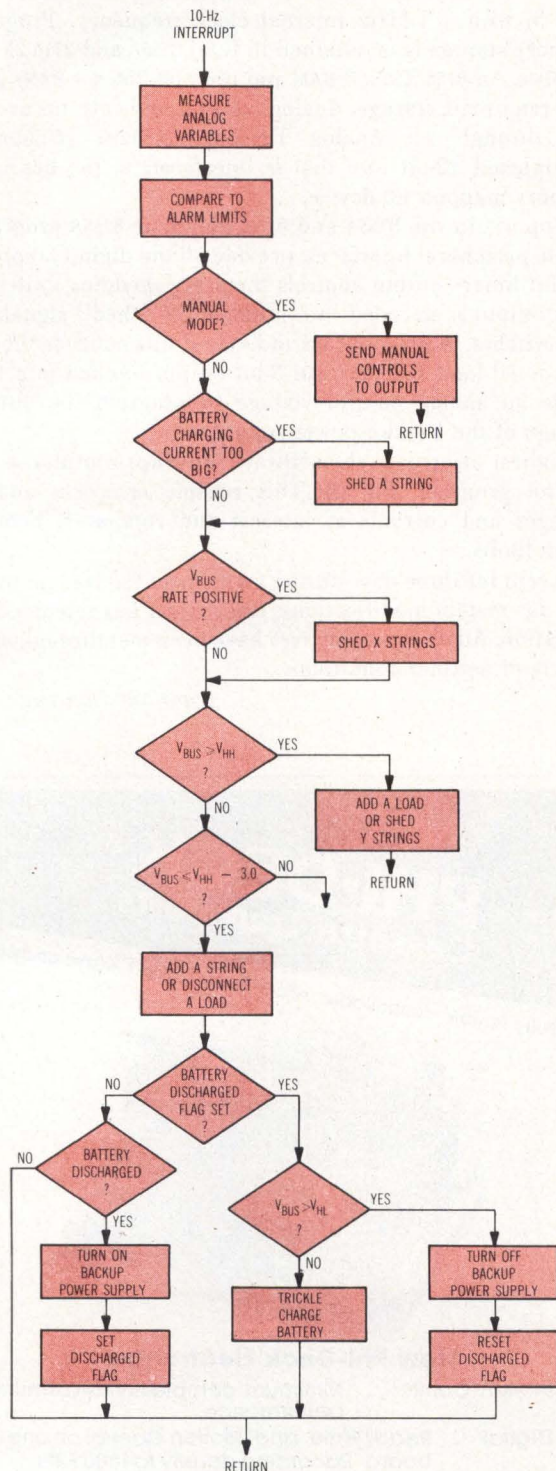 10-Hz
INTERRUPT
MEASURE
ANALOG
VARIABLES
COMPARE TO
ALARM LIMITS
MANUAL
MODE?
YES
NO
SEND MANUAL
CONTROLS
TO OUTPUT
RETURN
BATTERY
CHARGING
CURRENT TOO
BIG?
YES
NO
SHED A STRING
VBUS
RATE POSITIVE
?
YES
NO
SHED X STRINGS
VBUS > VHH
?
YES
NO
ADD A LOAD
OR SHED
Y STRINGS
RETURN
VBUS ≤ VHH - 3.0
?
NO
YES
ADD A STRING
OR DISCONNECT
A LOAD
BATTERY
DISCHARGED
FLAG SET
?
NO
YES
BATTERY
DISCHARGED
?
NO
YES
TURN ON
BACKUP
POWER SUPPLY
SET
DISCHARGED
FLAG
VBUS > VHL
?
YES
NO
TRICKLE
CHARGE
BATTERY
TURN OFF
BACKUP
POWER SUPPLY
RESET
DISCHARGED
FLAG
RETURN